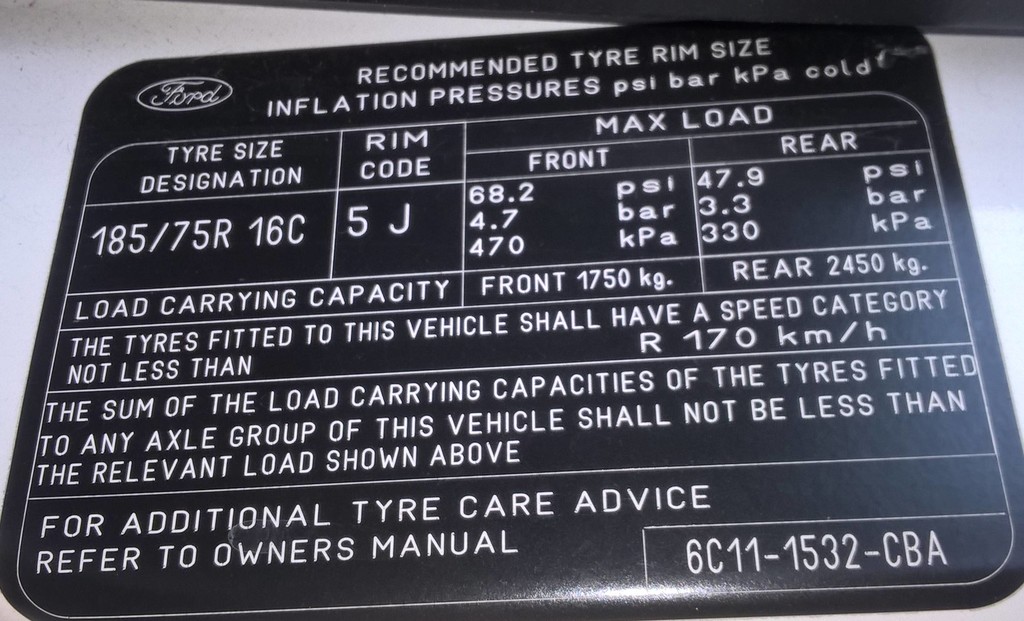 Ford
RECOMMENDED TYRE RIM SIZE
INFLATION PRESSURES psi bar kPa cold
TYRE SIZE DESIGNATION
RIM CODE
MAX LOAD
FRONT
REAR
185/75R 16C
5 J
68.2 psi
4.7 bar
470 kPa
47.9 psi
3.3 bar
330 kPa
LOAD CARRYING CAPACITY
FRONT 1750 kg.
REAR 2450 kg.
THE TYRES FITTED TO THIS VEHICLE SHALL HAVE A SPEED CATEGORY
NOT LESS THAN R 170 km/h
THE SUM OF THE LOAD CARRYING CAPACITIES OF THE TYRES FITTED
TO ANY AXLE GROUP OF THIS VEHICLE SHALL NOT BE LESS THAN
THE RELEVANT LOAD SHOWN ABOVE
FOR ADDITIONAL TYRE CARE ADVICE
REFER TO OWNERS MANUAL
6C11-1532-CBA